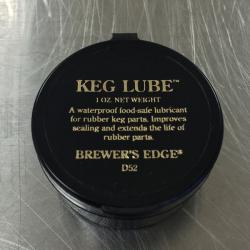 KEG LUBE™
1 OZ. NET WEIGHT
A waterproof food-safe lubricant
for rubber keg parts. Improves
sealing and extends the life of
rubber parts.
BREWER'S EDGE®
D52